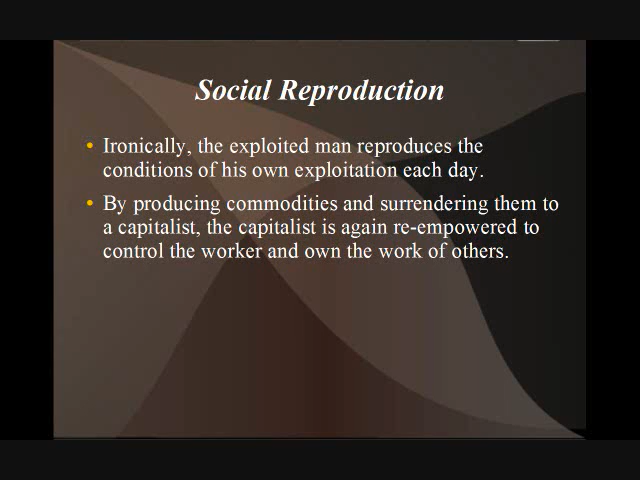 Social Reproduction
• Ironically, the exploited man reproduces the
conditions of his own exploitation each day.
• By producing commodities and surrendering them to
a capitalist, the capitalist is again re-empowered to
control the worker and own the work of others.